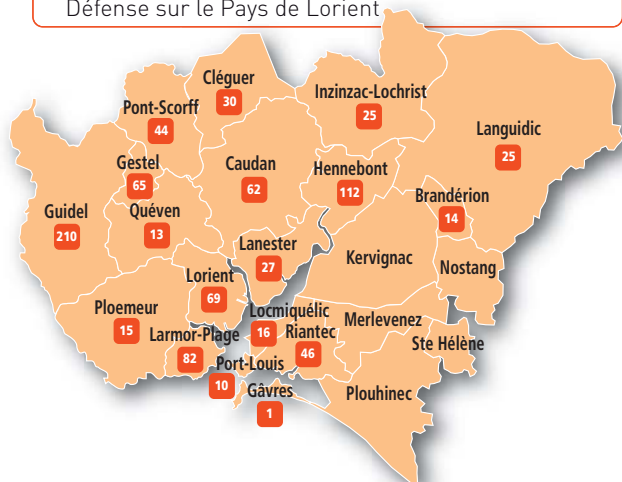 Défense sur le Pays de Lorient
Cléguer
30
Inzinzac-Lochrist
25
Pont-Scorff
44
Languidic
25
Gestel
65
Caudan
62
Hennebont
112
Brandérion
14
Guidel
210
Quéven
13
Lanester
27
Kervignac
Nostang
Lorient
69
Ploemeur
15
Larmor-Plage
82
Locmiquélic
16
Riantec
46
Merlevenez
Ste Hélène
Port-Louis
10
Gâvres
1
Plouhinec